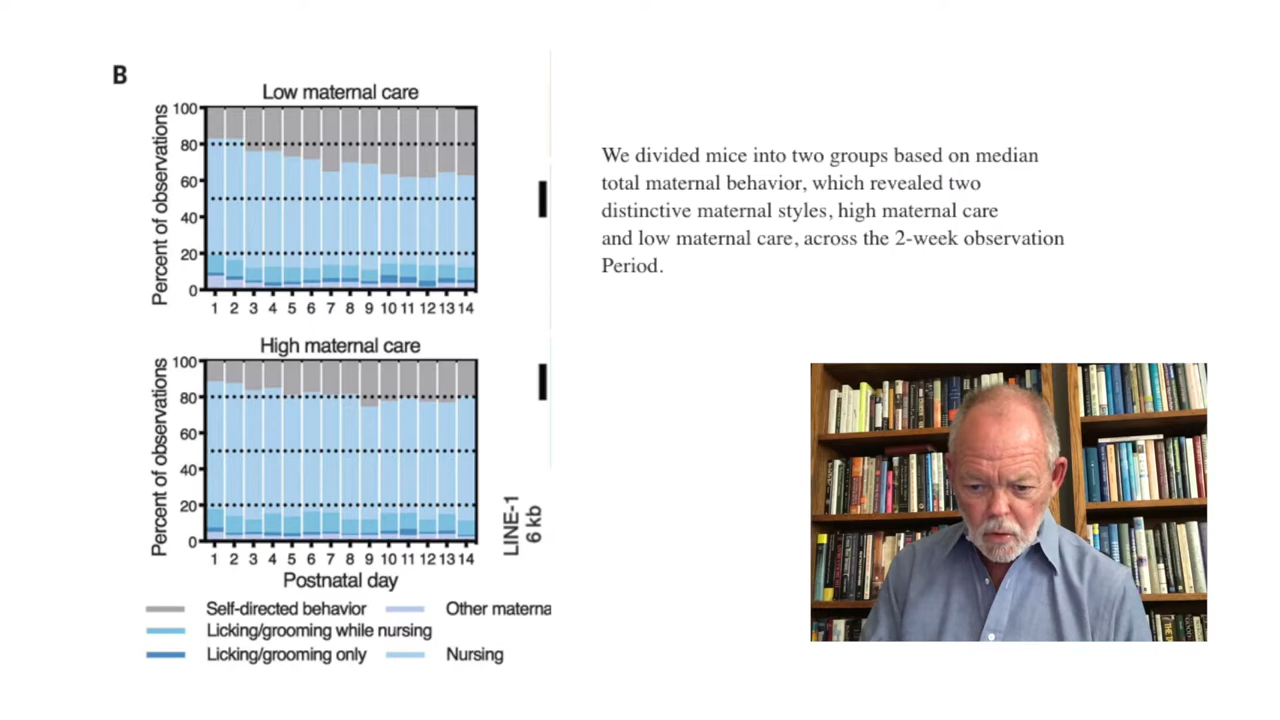 B
Low maternal care
Percent of observations
100
80
60
40
20
0
1 2 3 4 5 6 7 8 9 10 11 12 13 14
High maternal care
Percent of observations
100
80
60
40
20
0
1 2 3 4 5 6 7 8 9 10 11 12 13 14
Postnatal day
LINE-1
6 kb
Self-directed behavior
Other materna
Licking/grooming while nursing
Licking/grooming only
Nursing
We divided mice into two groups based on median
total maternal behavior, which revealed two
distinctive maternal styles, high maternal care
and low maternal care, across the 2-week observation
Period.